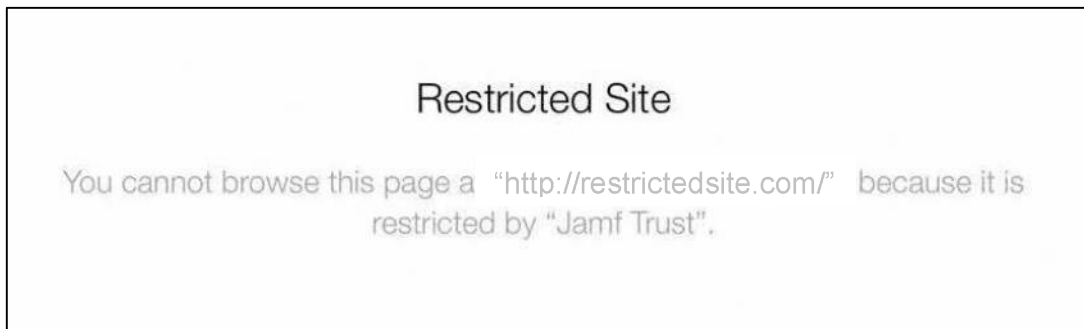 Restricted Site
You cannot browse this page a “http://restrictedsite.com/” because it is
restricted by “Jamf Trust”.